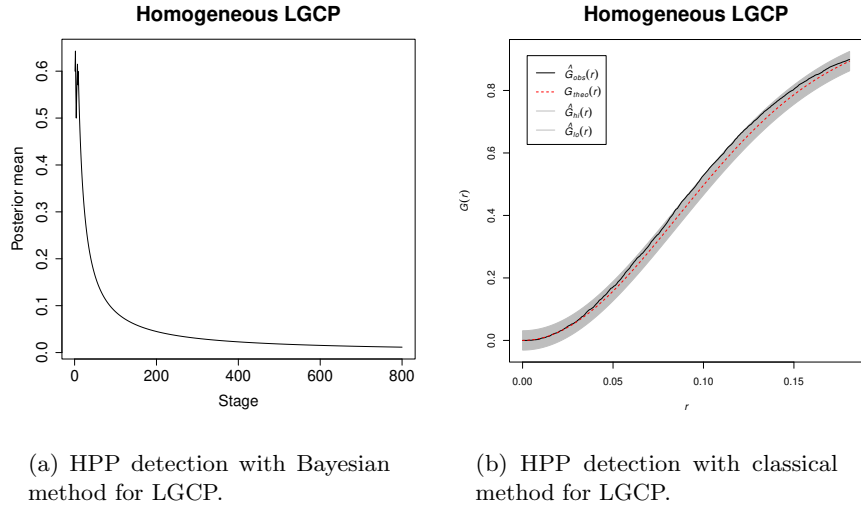 Homogeneous LGCP
Posterior mean
0.0
0.1
0.2
0.3
0.4
0.5
0.6
0
200
400
600
800
Stage
(a) HPP detection with Bayesian
method for LGCP.
Homogeneous LGCP
Ĝobs(r)
Gtheo(r)
Ĝhi(r)
Ĝlo(r)
G(r)
0.0
0.2
0.4
0.6
0.8
0.00
0.05
0.10
0.15
r
(b) HPP detection with classical
method for LGCP.